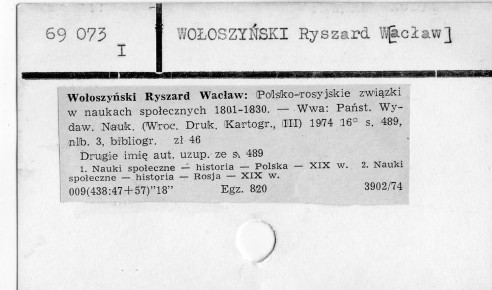 69 073
I
WOŁOSZYŃSKI Ryszard W[acław]
Wołoszyński Ryszard Wacław: Polsko-rosyjskie związki
w naukach społecznych 1801-1830. — Wwa: Państ. Wy-
daw. Nauk. (Wroc. Druk. Kartogr., III) 1974 16° s. 489,
nlb. 3, bibliogr. zł 46
Drugie imię aut. uzup. ze s. 489
1. Nauki społeczne — historia — Polska — XIX w. 2. Nauki
społeczne — historia — Rosja — XIX w.
009(438:47+57)"18" Egz. 820 3902/74